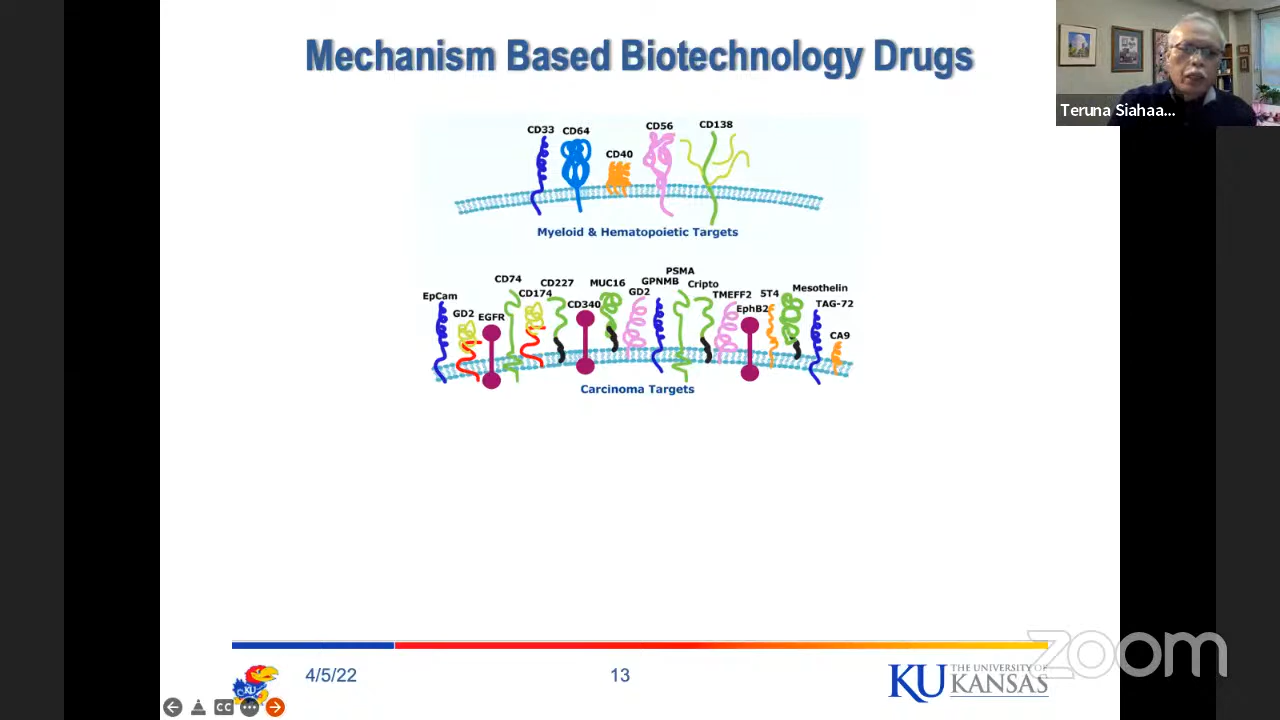 Mechanism Based Biotechnology Drugs
Teruna Siahaa...
CD33 CD64 CD40 CD56 CD138
Myeloid & Hematopoietic Targets
EpCam GD2 EGFR CD74 CD174 CD227 CD340 MUC16 GD2 GPNMB PSMA Cripto TMEFF2 EphB2 5T4 Mesothelin TAG-72 CA9
Carcinoma Targets
4/5/22
13
KU THE UNIVERSITY OF
KANSAS
zoom
KU
CC